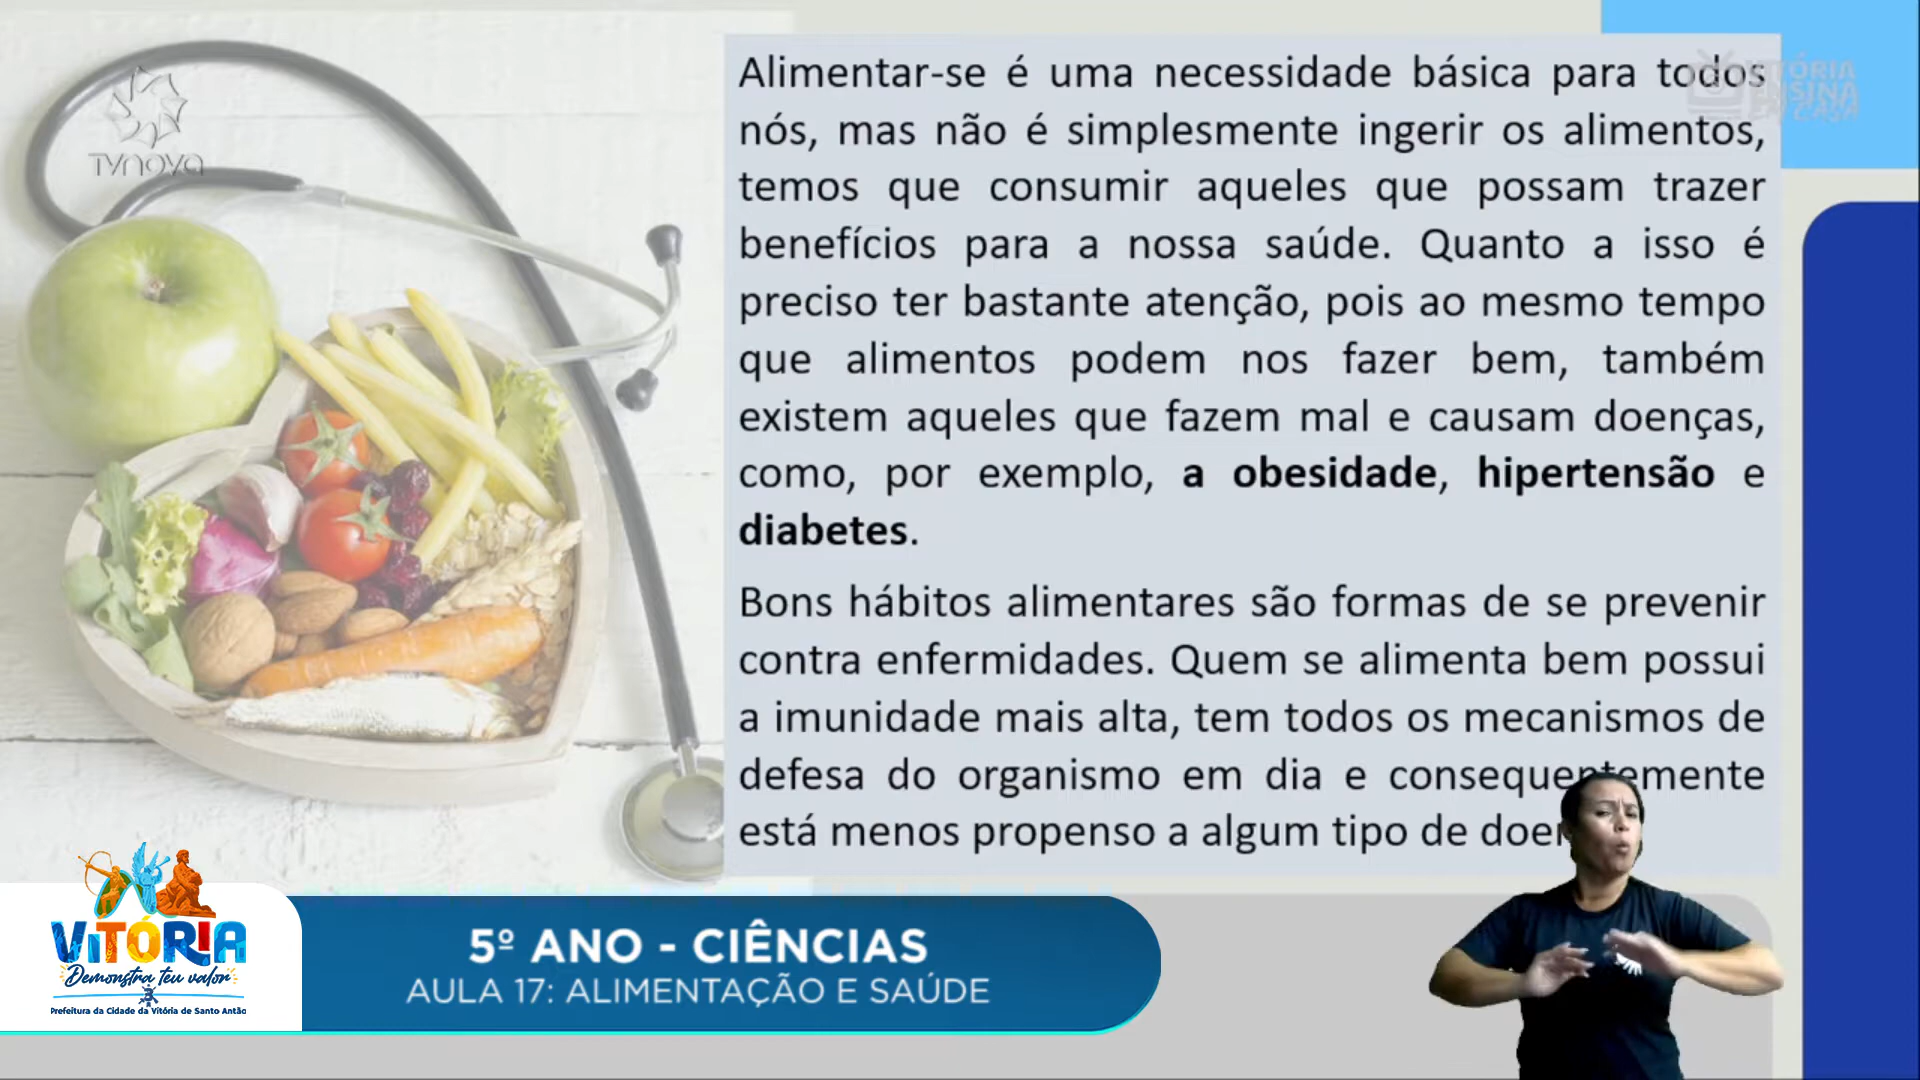 TVnova
Alimentar-se é uma necessidade básica para todos
nós, mas não é simplesmente ingerir os alimentos,
temos que consumir aqueles que possam trazer
benefícios para a nossa saúde. Quanto a isso é
preciso ter bastante atenção, pois ao mesmo tempo
que alimentos podem nos fazer bem, também
existem aqueles que fazem mal e causam doenças,
como, por exemplo, a obesidade, hipertensão e
diabetes.
Bons hábitos alimentares são formas de se prevenir
contra enfermidades. Quem se alimenta bem possui
a imunidade mais alta, tem todos os mecanismos de
defesa do organismo em dia e consequentemente
está menos propenso a algum tipo de
VITÓRIA
Demonstra teu valor
Prefeitura da Cidade da Vitória de Santo Antão
5º ANO - CIÊNCIAS
AULA 17: ALIMENTAÇÃO E SAÚDE